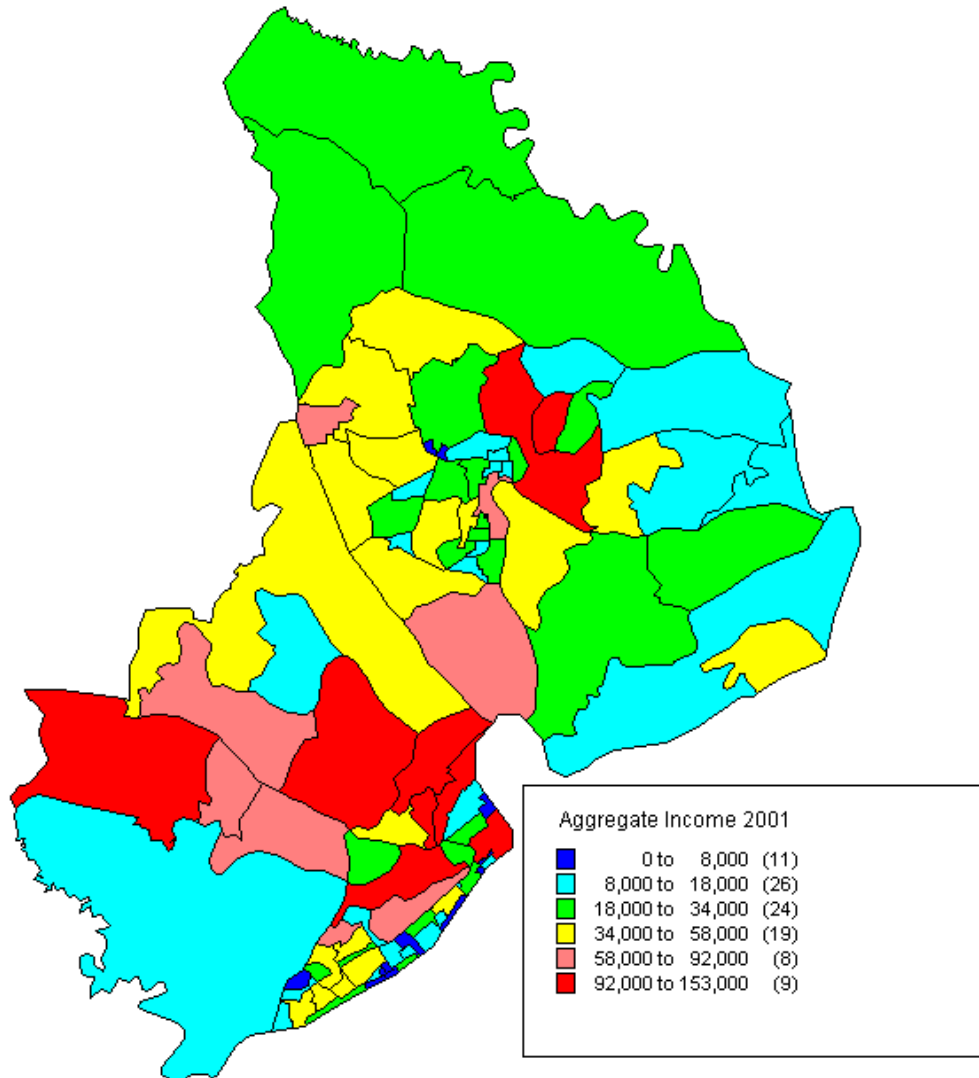 Aggregate Income 2001
0 to 8,000 (11)
8,000 to 18,000 (26)
18,000 to 34,000 (24)
34,000 to 58,000 (19)
58,000 to 92,000 (8)
92,000 to 153,000 (9)